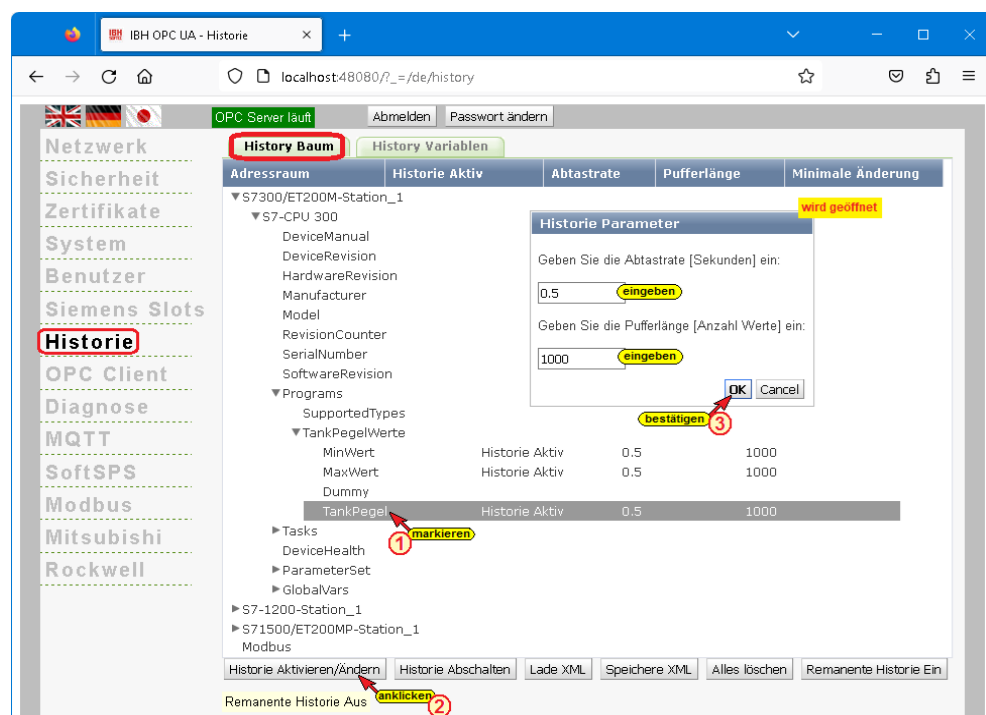 IBH OPC UA - Historie
localhost:48080/?_=/de/history
OPC Server läuft Abmelden Passwort ändern
Netzwerk
Sicherheit
Zertifikate
System
Benutzer
Siemens Slots
Historie
OPC Client
Diagnose
MQTT
SoftSPS
Modbus
Mitsubishi
Rockwell
History Baum History Variablen
Adressraum Historie Aktiv Abtastrate Pufferlänge Minimale Änderung
S7300/ET200M-Station_1
S7-CPU 300
DeviceManual
DeviceRevision
HardwareRevision
Manufacturer
Model
RevisionCounter
SerialNumber
SoftwareRevision
Programs
SupportedTypes
TankPegelWerte
MinWert Historie Aktiv 0.5 1000
MaxWert Historie Aktiv 0.5 1000
Dummy
TankPegel Historie Aktiv 0.5 1000
markieren
1
Tasks
DeviceHealth
ParameterSet
GlobalVars
S7-1200-Station_1
S71500/ET200MP-Station_1
Modbus
wird geöffnet
Historie Parameter
Geben Sie die Abtastrate [Sekunden] ein:
0.5 eingeben
Geben Sie die Pufferlänge [Anzahl Werte] ein:
1000 eingeben
OK Cancel
bestätigen 3
Historie Aktivieren/Ändern Historie Abschalten Lade XML Speichere XML Alles löschen Remanente Historie Ein
Remanente Historie Aus
anklicken 2